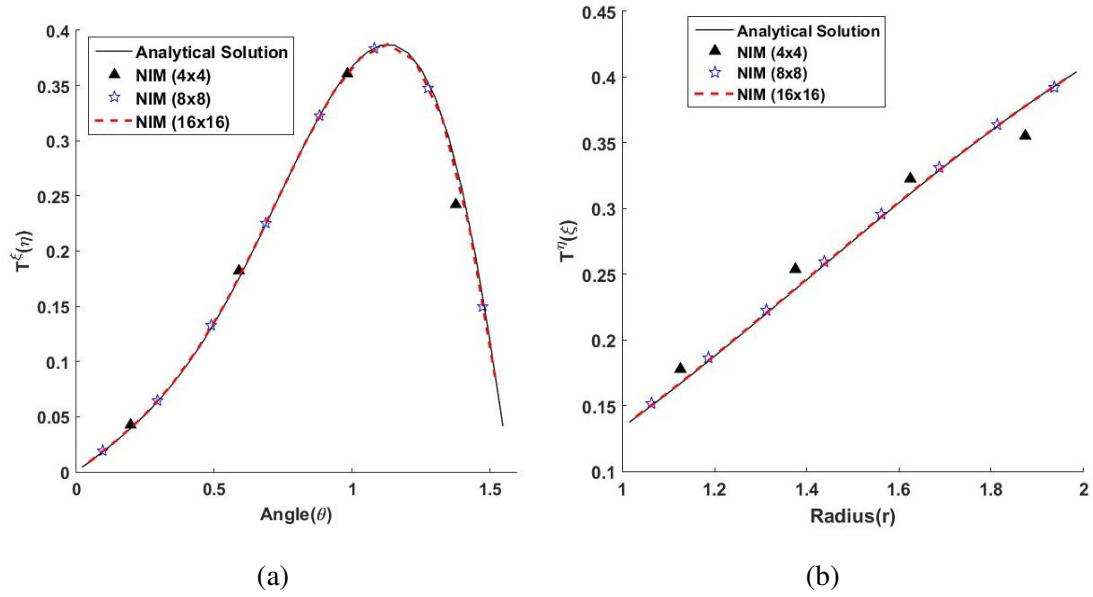 0.4
0.35
0.3
0.25
0.2
0.15
0.1
0.05
0
T^ξ(η)
Analytical Solution
NIM (4x4)
NIM (8x8)
NIM (16x16)
0
0.5
1
1.5
Angle(θ)
(a)
0.45
0.4
0.35
0.3
0.25
0.2
0.15
0.1
T^η(ξ)
Analytical Solution
NIM (4x4)
NIM (8x8)
NIM (16x16)
1
1.2
1.4
1.6
1.8
2
Radius(r)
(b)